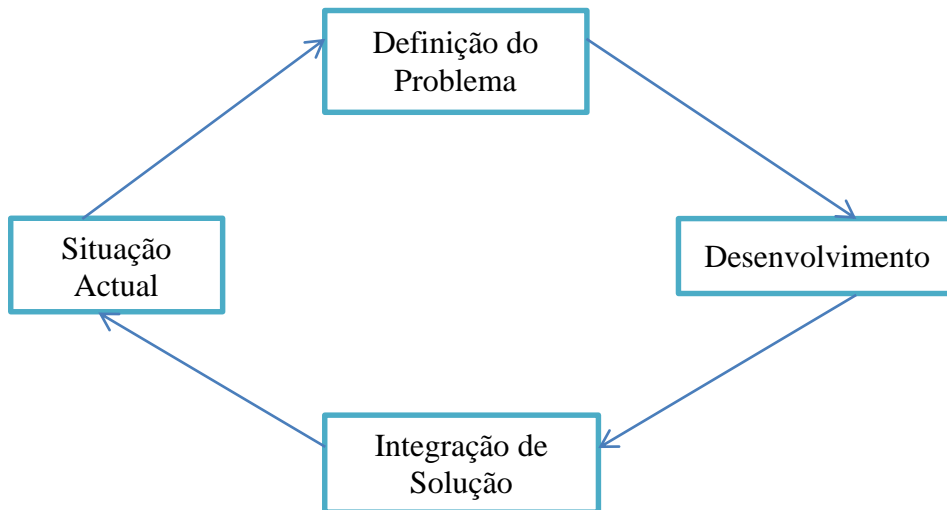 Definição do
Problema
Situação
Actual
Desenvolvimento
Integração de
Solução